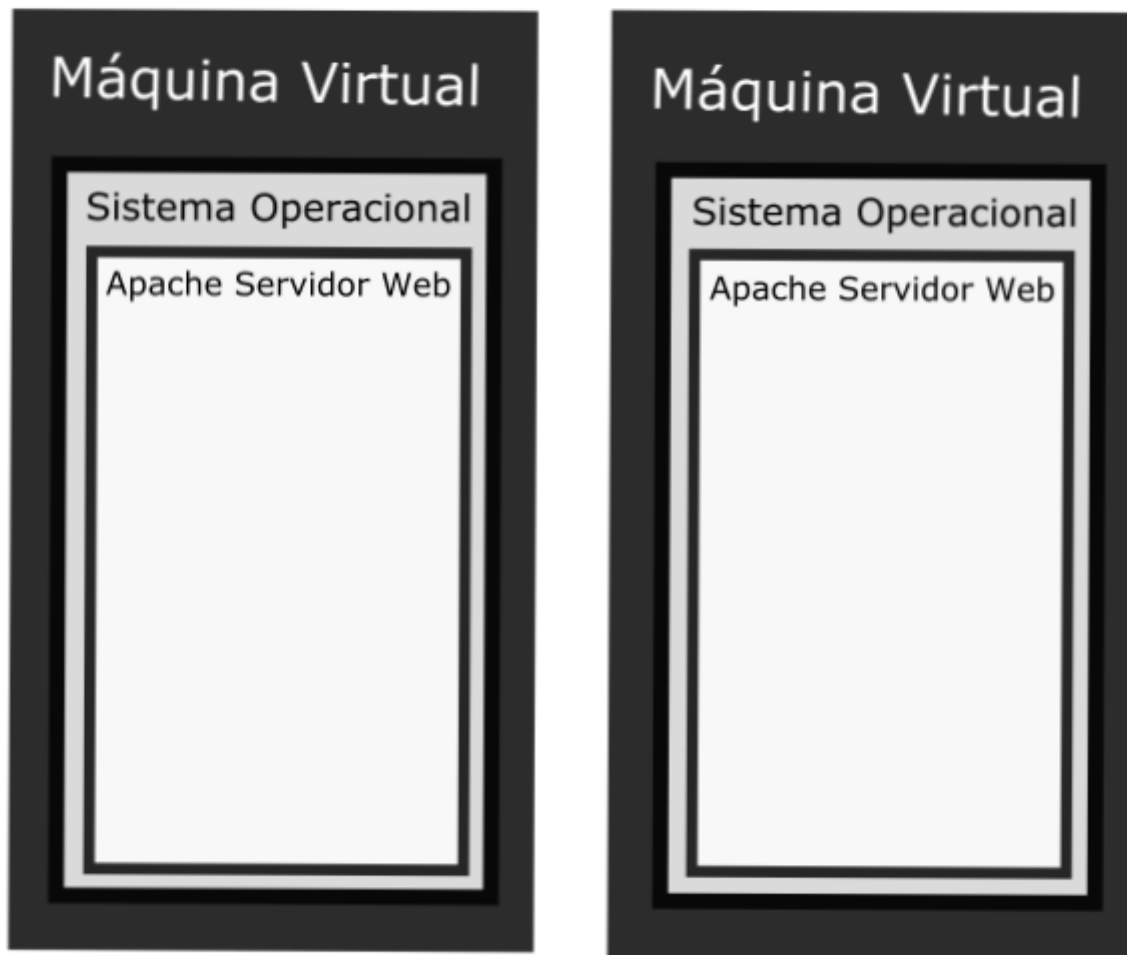 Máquina Virtual
Sistema Operacional
Apache Servidor Web
Máquina Virtual
Sistema Operacional
Apache Servidor Web